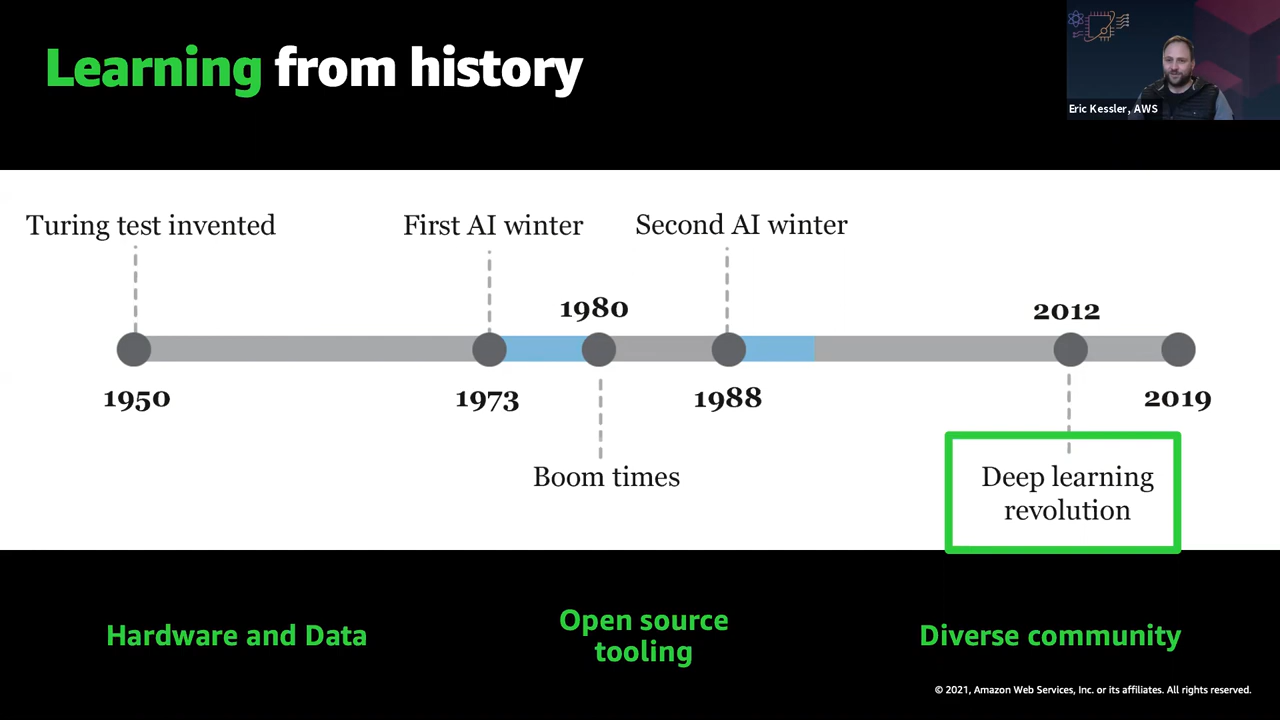 Learning from history
Eric Kessler, AWS
Turing test invented
First AI winter
Second AI winter
1980
2012
1950
1973
1988
2019
Boom times
Deep learning
revolution
Hardware and Data
Open source
tooling
Diverse community
© 2021, Amazon Web Services, Inc. or its affiliates. All rights reserved.